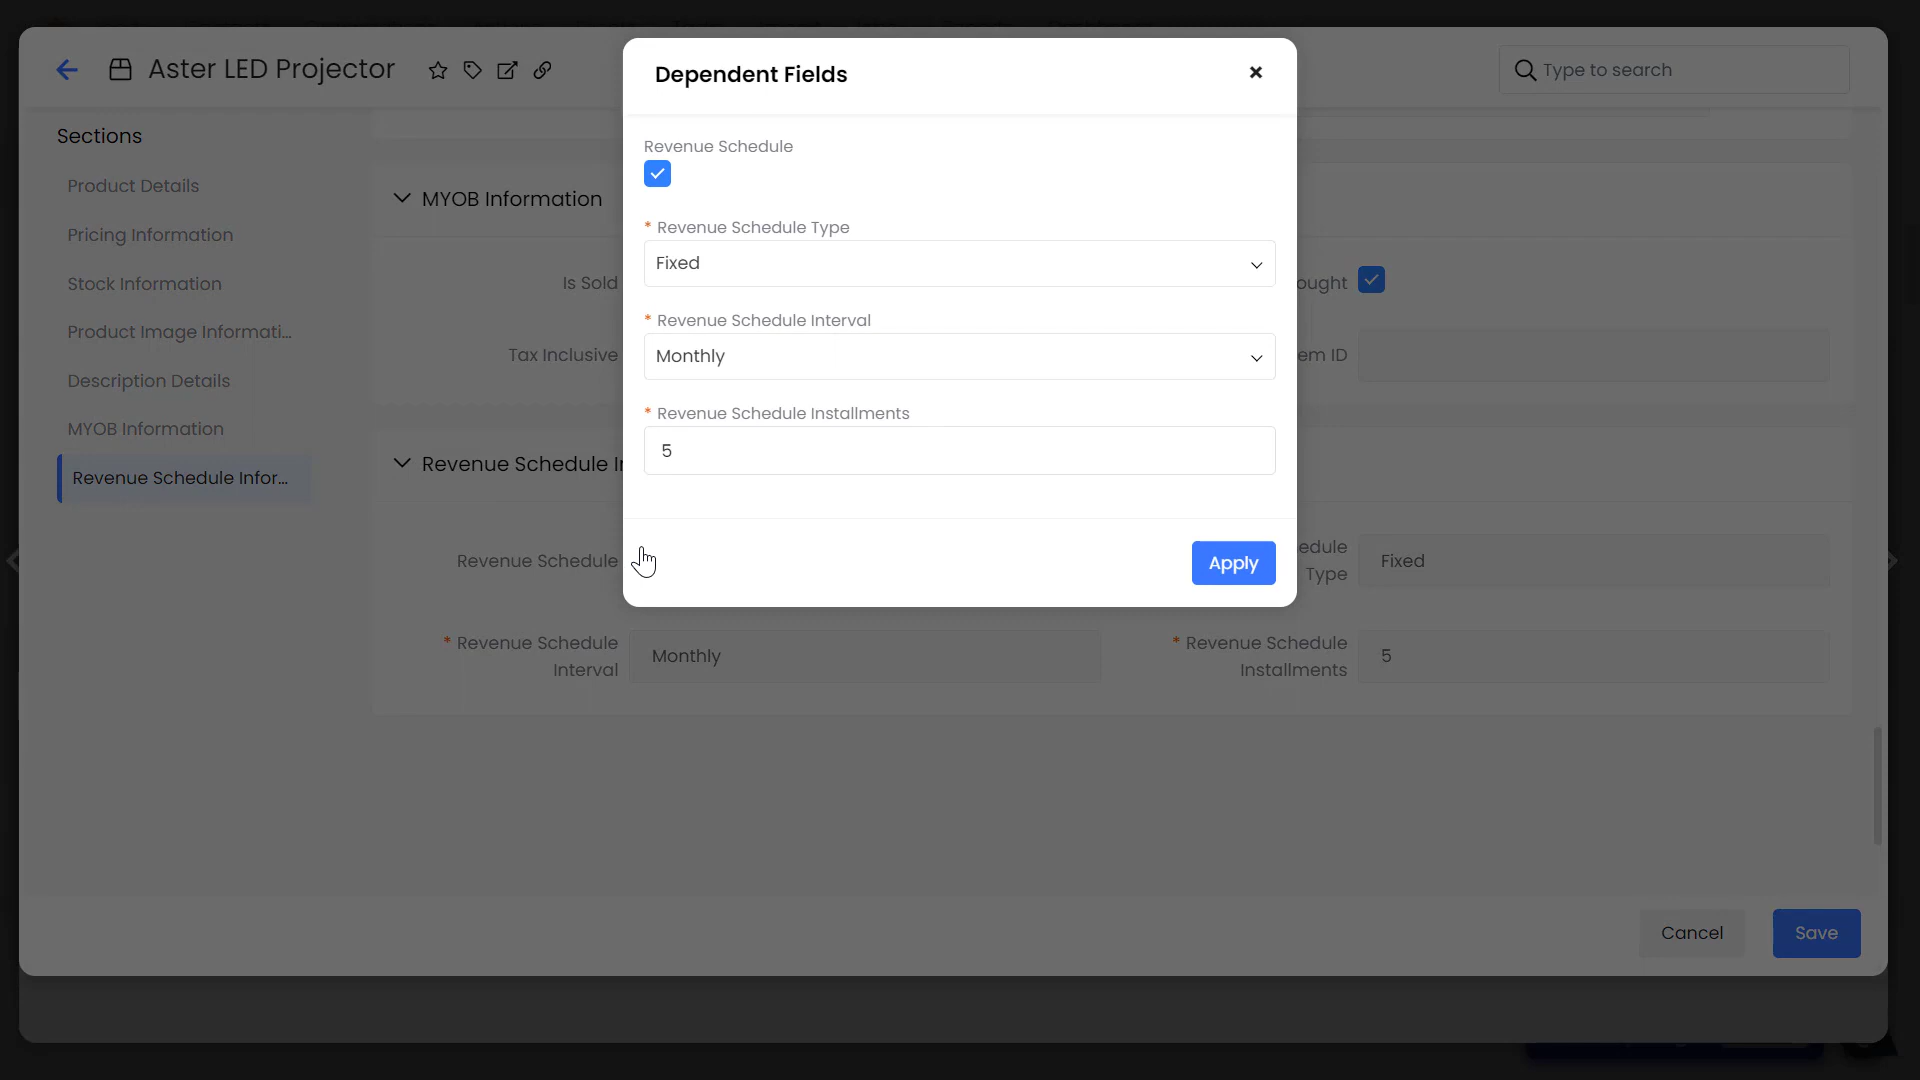 Aster LED Projector
Type to search
Dependent Fields
Sections
Product Details
Pricing Information
Stock Information
Product Image Informati...
Description Details
MYOB Information
Revenue Schedule Infor...
Revenue Schedule
* Revenue Schedule Type
Fixed
* Revenue Schedule Interval
Monthly
* Revenue Schedule Installments
5
Apply
MYOB Information
Is Sold
ought
Tax Inclusive
em ID
Revenue Schedule I
Revenue Schedule
edule
Type
Fixed
* Revenue Schedule
Interval
Monthly
* Revenue Schedule
Installments
5
Cancel
Save